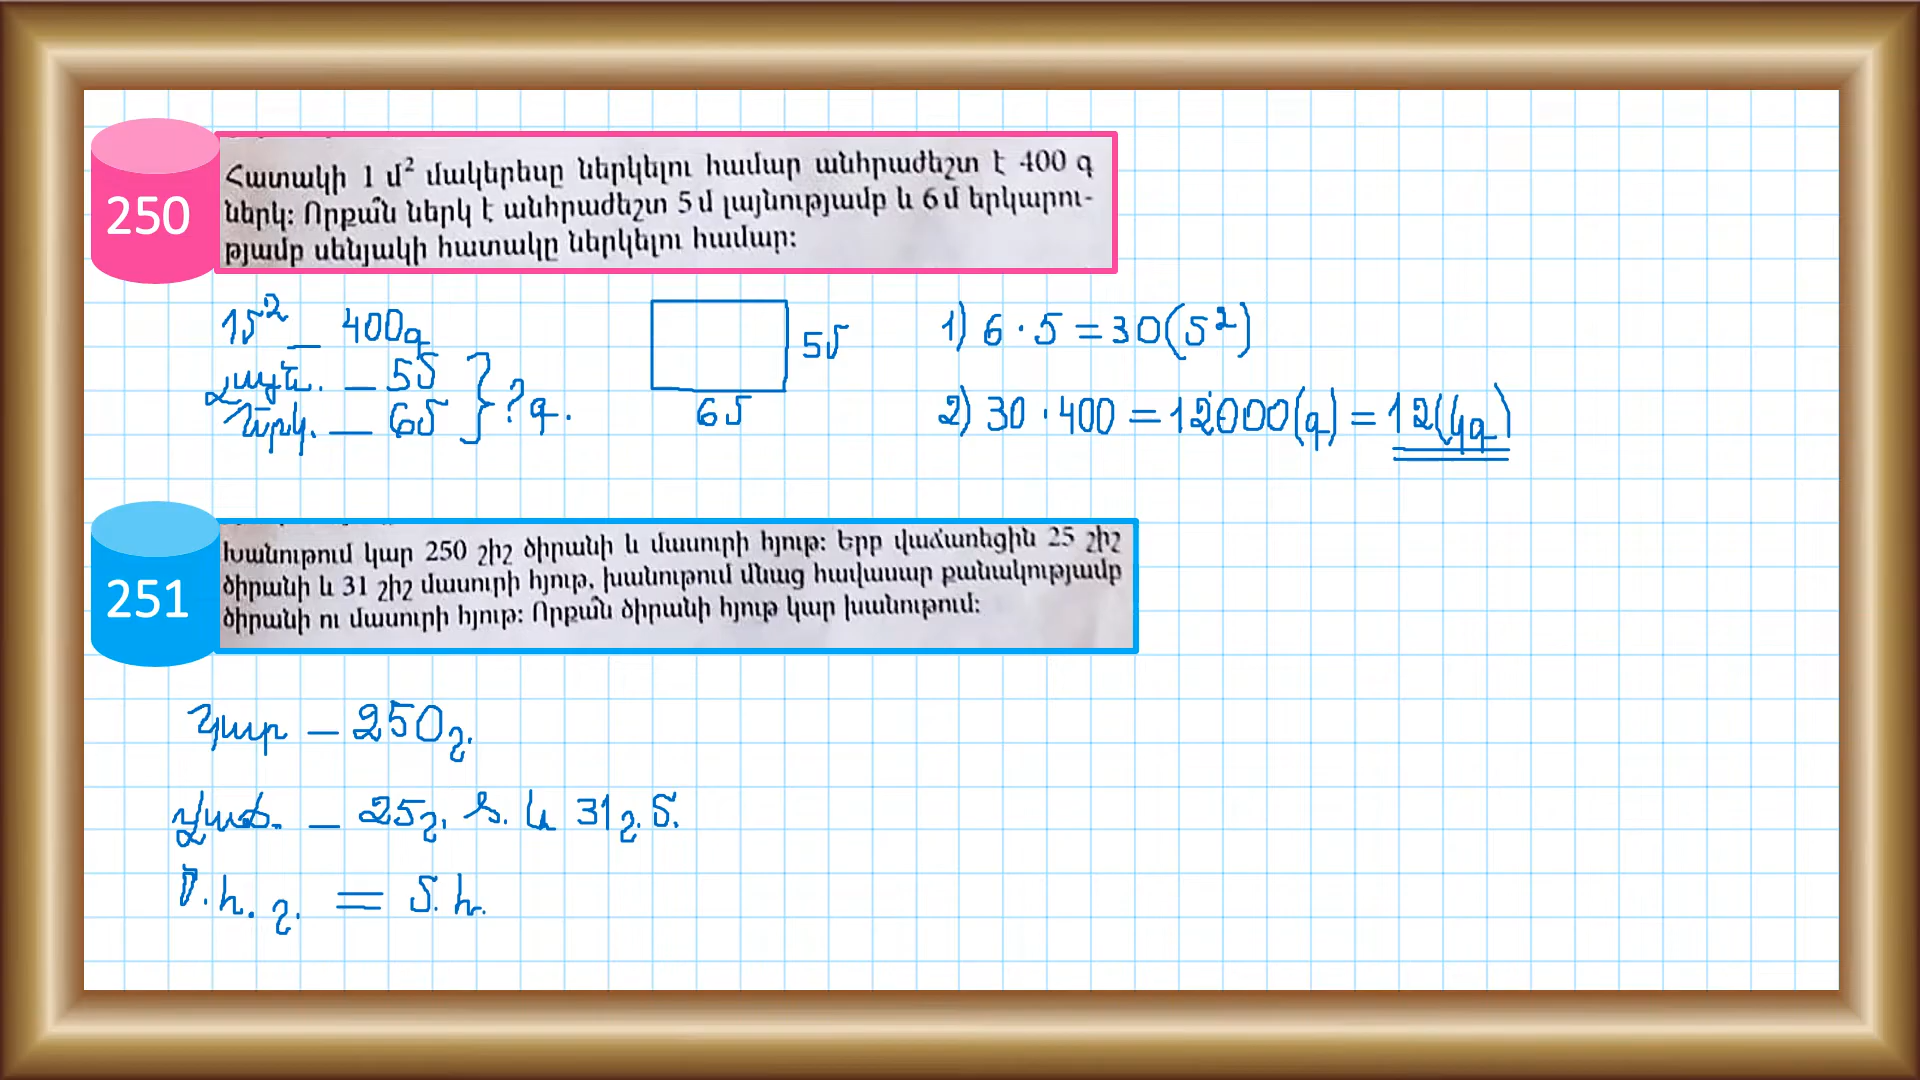 250
Հատակի 1 մ² մակերեսը ներկելու համար անհրաժեշտ է 400 գ
ներկ: Որքա՞ն ներկ է անհրաժեշտ 5 մ լայնությամբ և 6 մ երկարու-
թյամբ սենյակի հատակը ներկելու համար:
1մ² — 400գ
Լայն. — 5մ
Երկ. — 6մ } ? գ.
5մ
6մ
1) 6 · 5 = 30 (մ²)
2) 30 · 400 = 12000 (գ) = 12 (կգ)
251
Խանութում կար 250 շիշ ծիրանի և մասուրի հյութ: Երբ վաճառեցին 25 շիշ
ծիրանի և 31 շիշ մասուրի հյութ, խանութում մնաց հավասար քանակությամբ
ծիրանի ու մասուրի հյութ: Որքա՞ն ծիրանի հյութ կար խանութում:
Կար — 250 շ.
Վաճ. — 25 շ. ծ. և 31 շ. մ.
Ծ. հ. շ. = մ. հ.